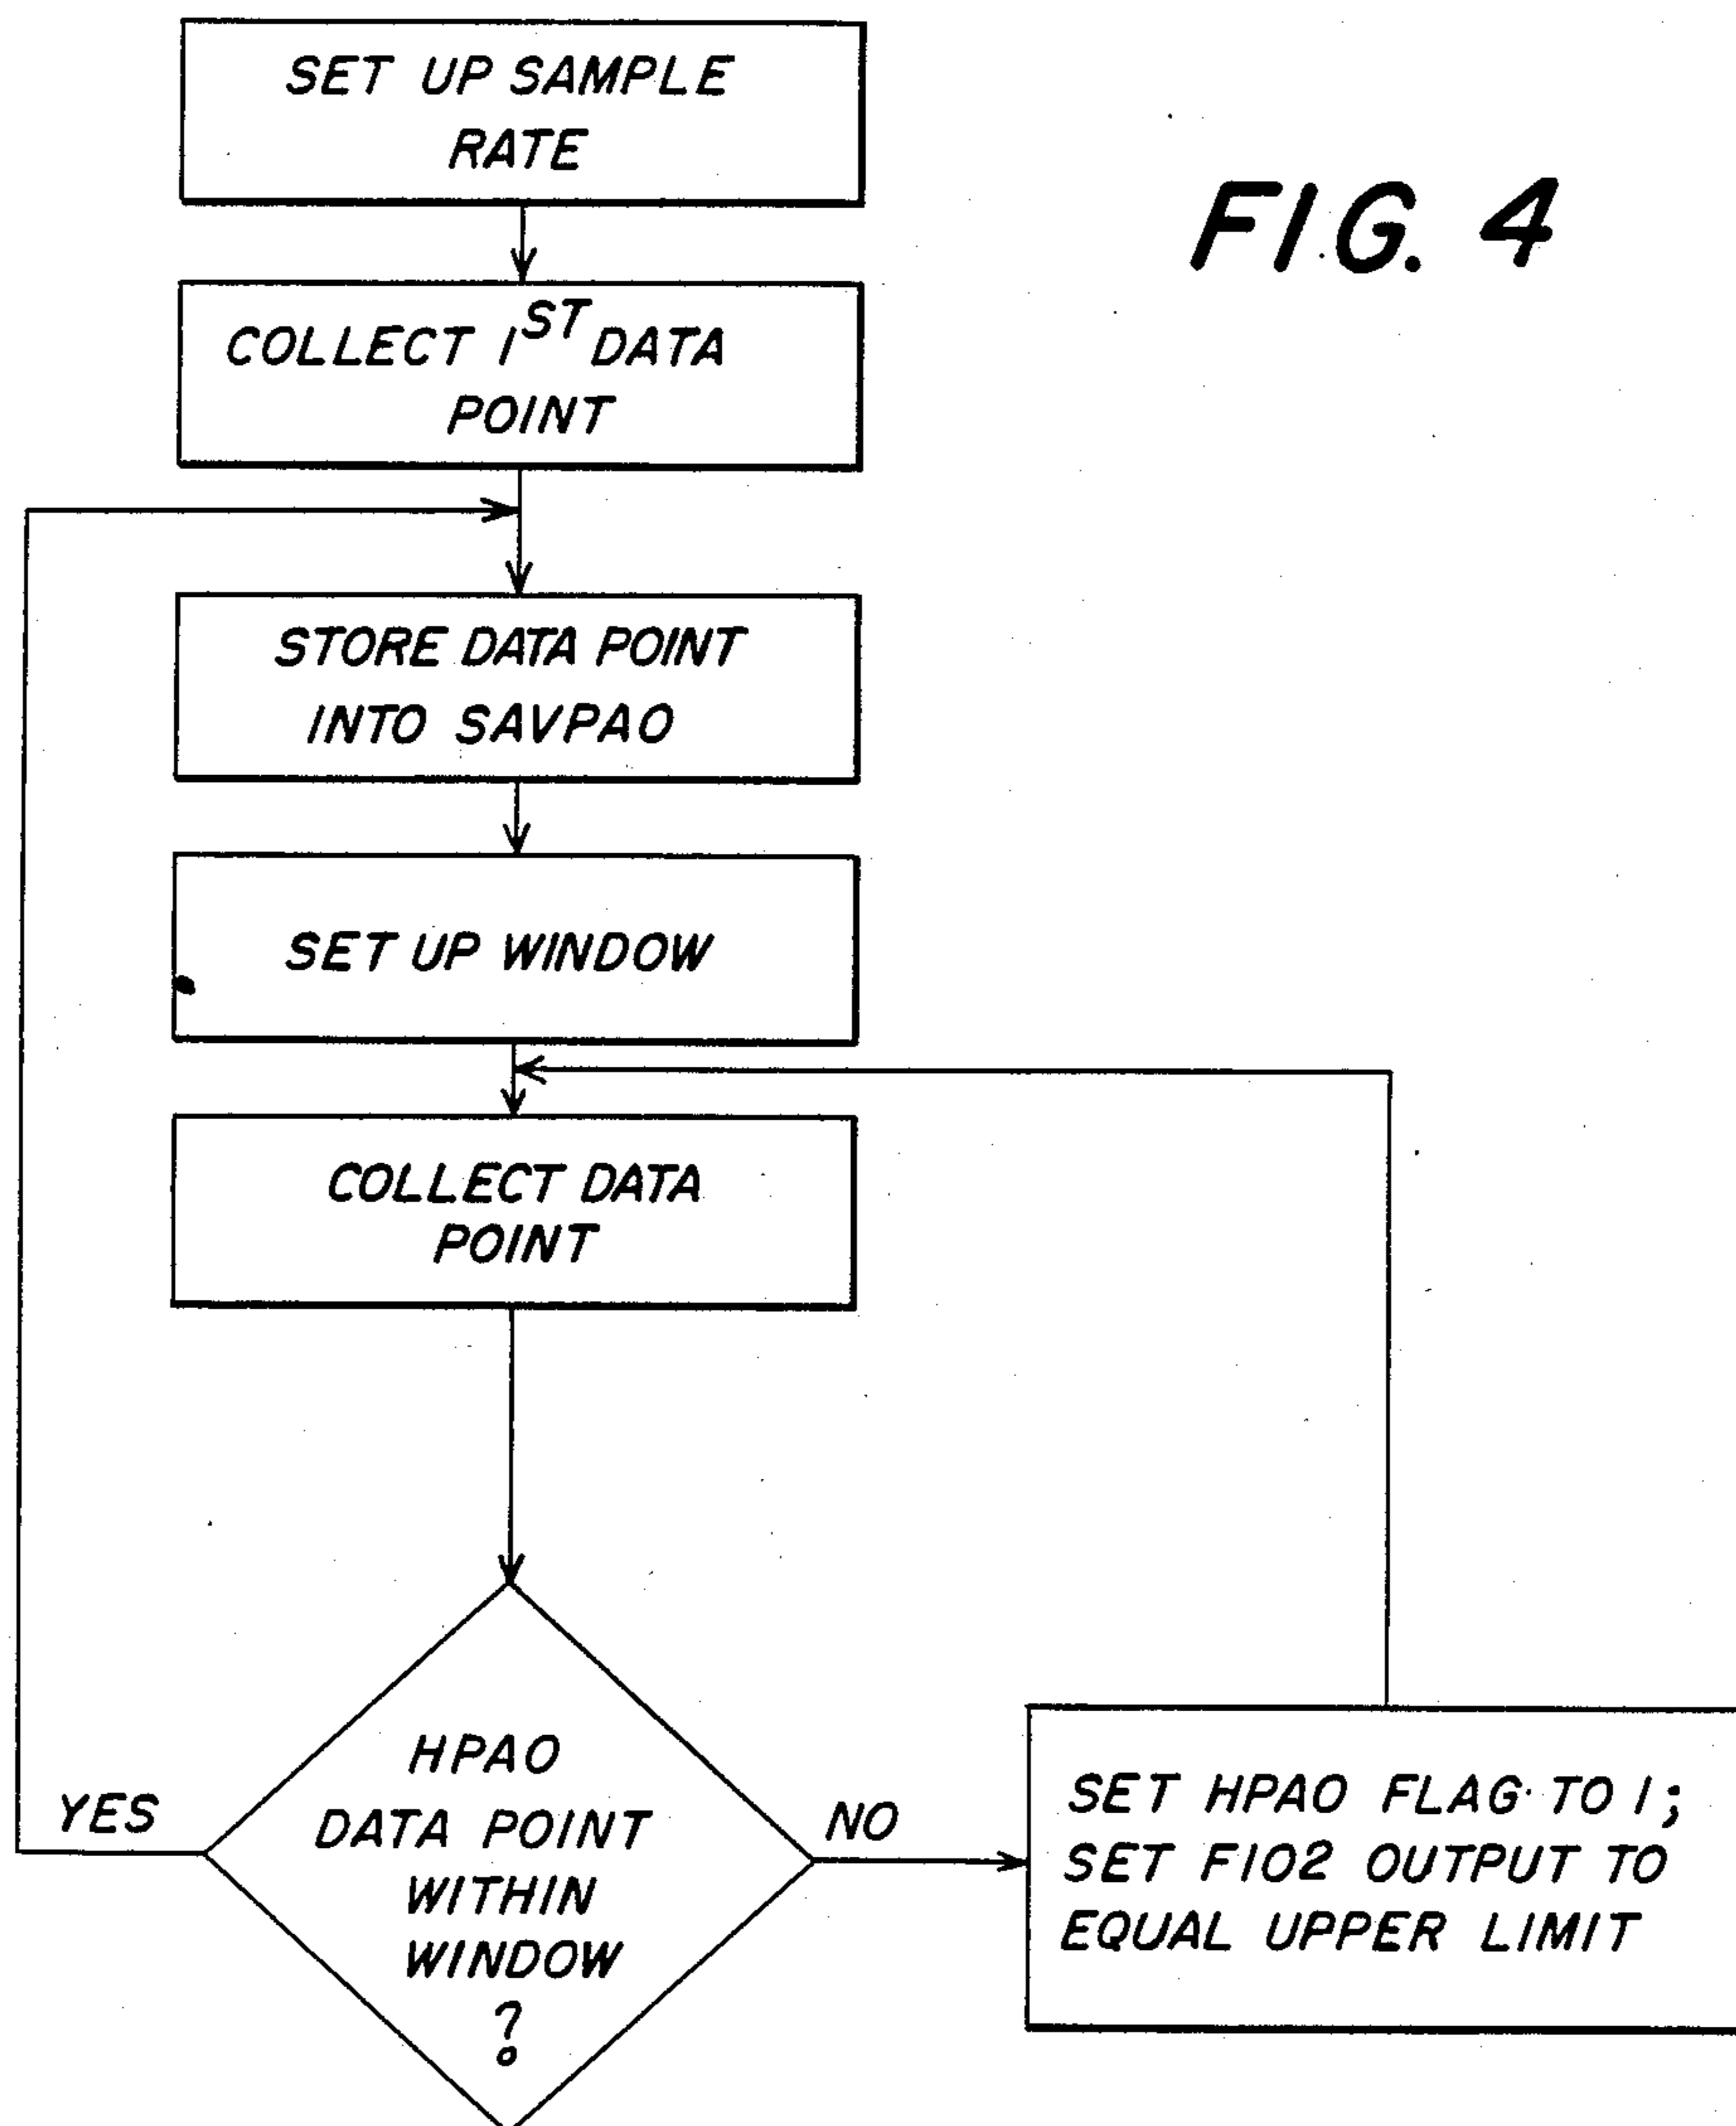 SET UP SAMPLE
RATE
FIG. 4
COLLECT 1ST DATA
POINT
STORE DATA POINT
INTO SAVPAO
SET UP WINDOW
COLLECT DATA
POINT
HPAO
DATA POINT
WITHIN
WINDOW
?
YES
NO
SET HPAO FLAG TO 1;
SET FIO2 OUTPUT TO
EQUAL UPPER LIMIT